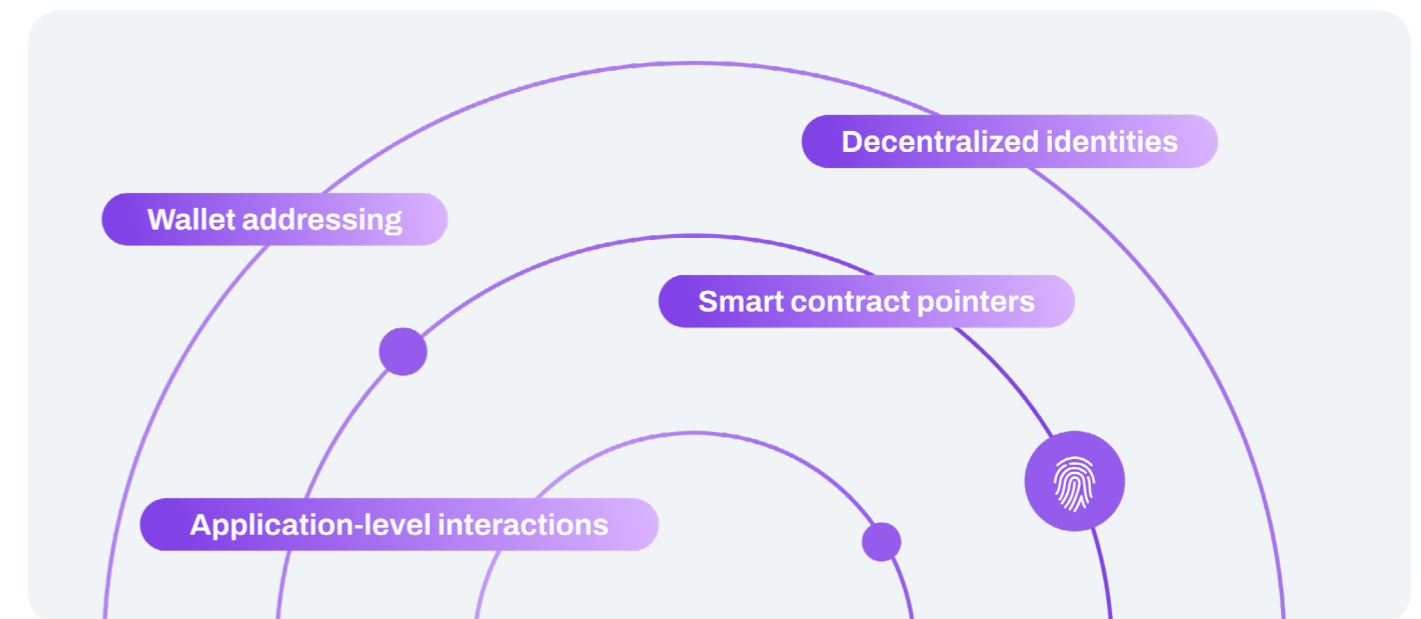 Decentralized identities
Wallet addressing
Smart contract pointers
Application-level interactions